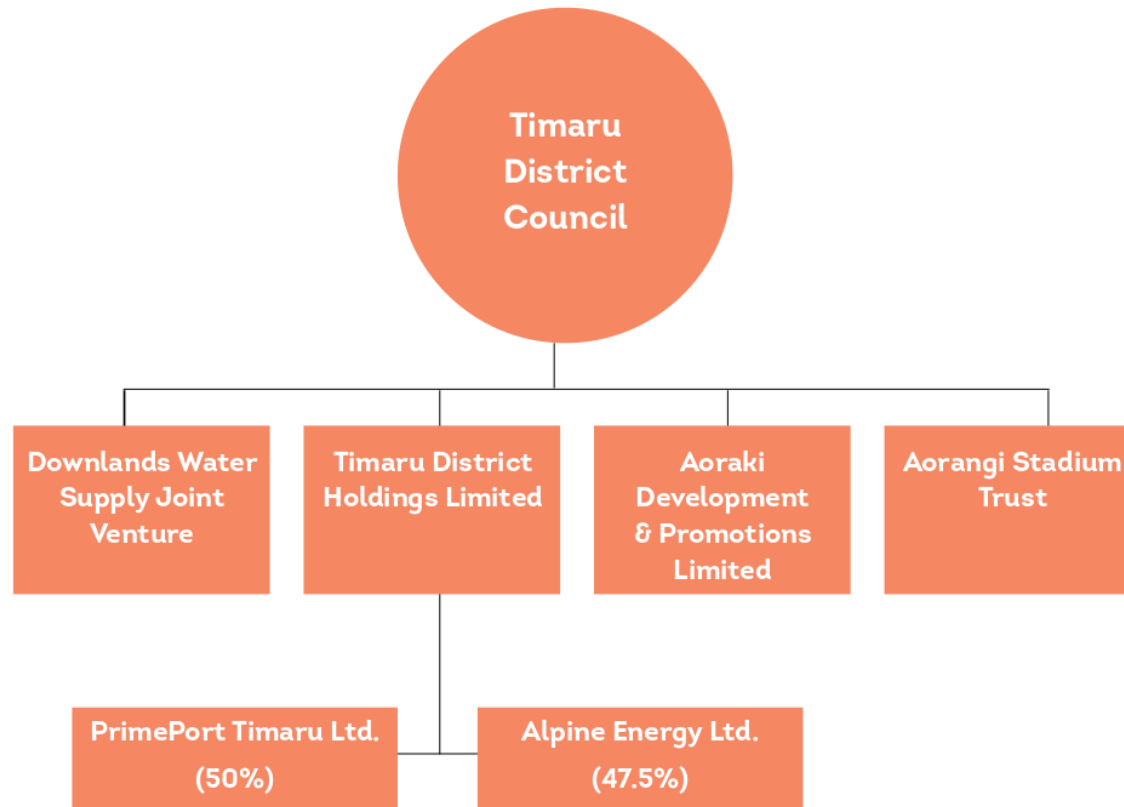 Timaru
District
Council
Downlands Water
Supply Joint
Venture
Timaru District
Holdings Limited
Aoraki
Development
& Promotions
Limited
Aorangi Stadium
Trust
PrimePort Timaru Ltd.
(50%)
Alpine Energy Ltd.
(47.5%)